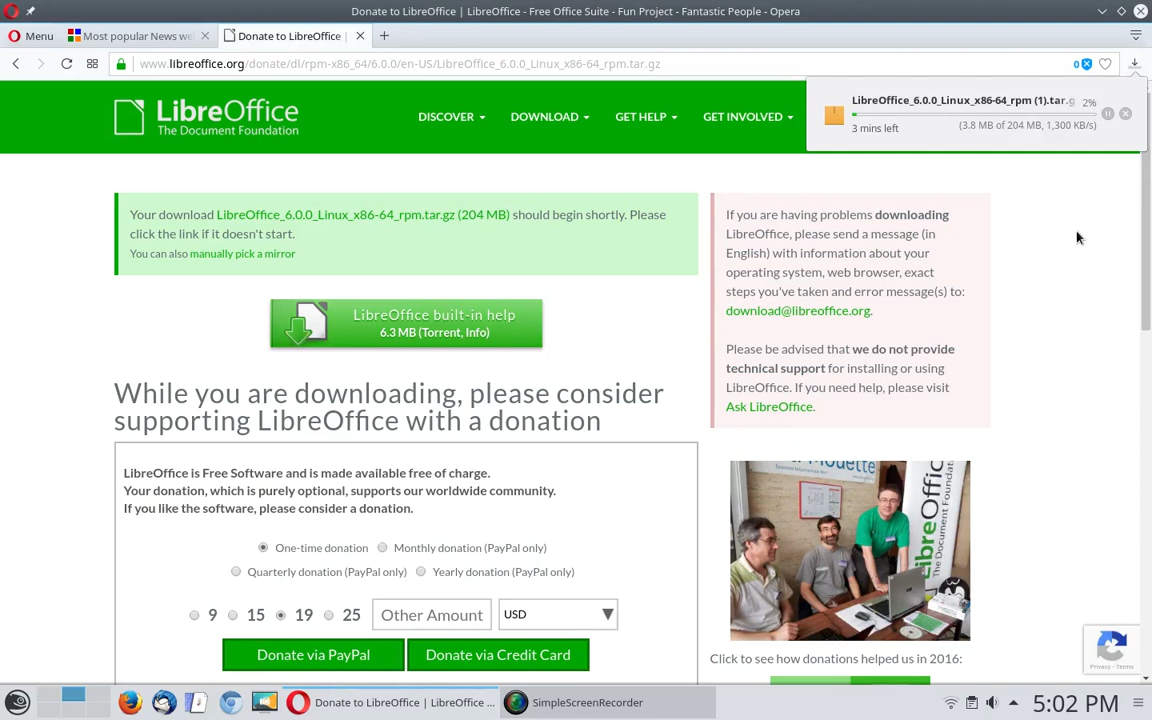 Donate to LibreOffice | LibreOffice - Free Office Suite - Fun Project - Fantastic People - Opera
Menu
Most popular News we
Donate to LibreOffice |
www.libreoffice.org/donate/dl/rpm-x86_64/6.0.0/en-US/LibreOffice_6.0.0_Linux_x86-64_rpm.tar.gz
0
LibreOffice
The Document Foundation
DISCOVER
DOWNLOAD
GET HELP
GET INVOLVED
LibreOffice_6.0.0_Linux_x86-64_rpm (1).tar.g
2%
3 mins left
(3.8 MB of 204 MB, 1,300 KB/s)
Your download LibreOffice_6.0.0_Linux_x86-64_rpm.tar.gz (204 MB) should begin shortly. Please
click the link if it doesn't start.
You can also manually pick a mirror
LibreOffice built-in help
6.3 MB (Torrent, Info)
While you are downloading, please consider
supporting LibreOffice with a donation
LibreOffice is Free Software and is made available free of charge.
Your donation, which is purely optional, supports our worldwide community.
If you like the software, please consider a donation.
One-time donation
Monthly donation (PayPal only)
Quarterly donation (PayPal only)
Yearly donation (PayPal only)
9
15
19
25
Other Amount
USD
Donate via PayPal
Donate via Credit Card
If you are having problems downloading
LibreOffice, please send a message (in
English) with information about your
operating system, web browser, exact
steps you've taken and error message(s) to:
download@libreoffice.org.
Please be advised that we do not provide
technical support for installing or using
LibreOffice. If you need help, please visit
Ask LibreOffice.
Click to see how donations helped us in 2016:
Privacy - Terms
Donate to LibreOffice | LibreOffice ...
SimpleScreenRecorder
5:02 PM